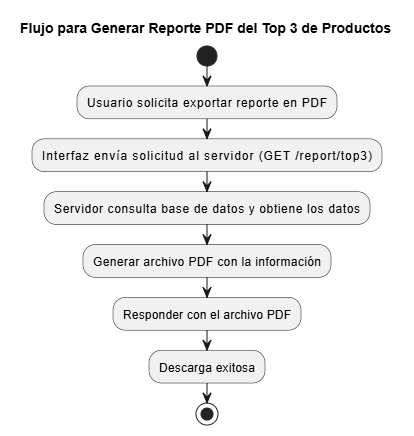 Flujo para Generar Reporte PDF del Top 3 de Productos
Usuario solicita exportar reporte en PDF
Interfaz envía solicitud al servidor (GET /report/top3)
Servidor consulta base de datos y obtiene los datos
Generar archivo PDF con la información
Responder con el archivo PDF
Descarga exitosa